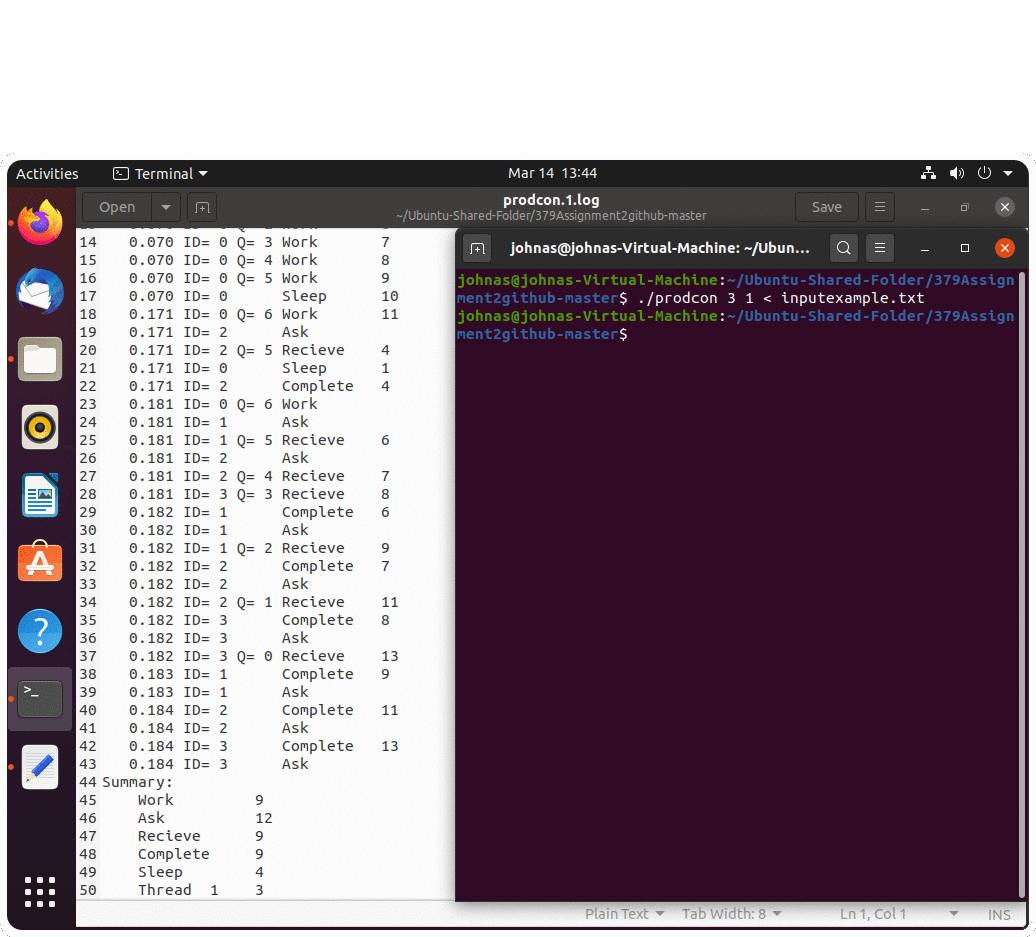 Activities Terminal Mar 14 13:44
Open prodcon.1.log Save
~/Ubuntu-Shared-Folder/379Assignment2github-master
14 0.070 ID= 0 Q= 3 Work 7
15 0.070 ID= 0 Q= 4 Work 8
16 0.070 ID= 0 Q= 5 Work 9
17 0.070 ID= 0 Sleep 10
18 0.171 ID= 0 Q= 6 Work 11
19 0.171 ID= 2 Ask
20 0.171 ID= 2 Q= 5 Recieve 4
21 0.171 ID= 0 Sleep 1
22 0.171 ID= 2 Complete 4
23 0.181 ID= 0 Q= 6 Work
24 0.181 ID= 1 Ask
25 0.181 ID= 1 Q= 5 Recieve 6
26 0.181 ID= 2 Ask
27 0.181 ID= 2 Q= 4 Recieve 7
28 0.181 ID= 3 Q= 3 Recieve 8
29 0.182 ID= 1 Complete 6
30 0.182 ID= 1 Ask
31 0.182 ID= 1 Q= 2 Recieve 9
32 0.182 ID= 2 Complete 7
33 0.182 ID= 2 Ask
34 0.182 ID= 2 Q= 1 Recieve 11
35 0.182 ID= 3 Complete 8
36 0.182 ID= 3 Ask
37 0.182 ID= 3 Q= 0 Recieve 13
38 0.183 ID= 1 Complete 9
39 0.183 ID= 1 Ask
40 0.184 ID= 2 Complete 11
41 0.184 ID= 2 Ask
42 0.184 ID= 3 Complete 13
43 0.184 ID= 3 Ask
44 Summary:
45 Work 9
46 Ask 12
47 Recieve 9
48 Complete 9
49 Sleep 4
50 Thread 1 3
johnas@johnas-Virtual-Machine: ~/Ubun...
johnas@johnas-Virtual-Machine:~/Ubuntu-Shared-Folder/379Assign
ment2github-master$ ./prodcon 3 1 < inputexample.txt
johnas@johnas-Virtual-Machine:~/Ubuntu-Shared-Folder/379Assign
ment2github-master$
Plain Text Tab Width: 8 Ln 1, Col 1 INS